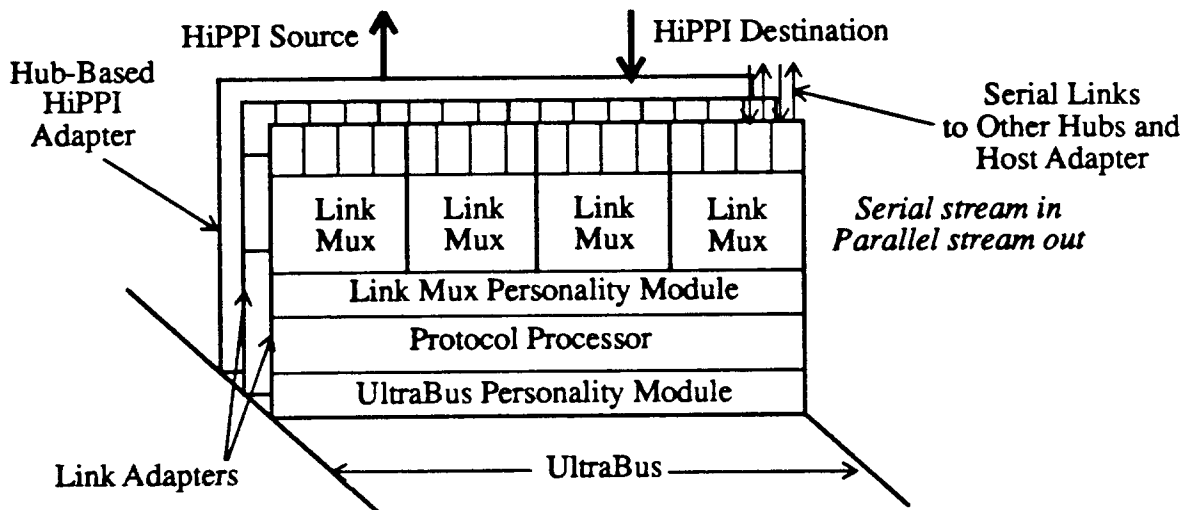 HiPPI Source
HiPPI Destination
Hub-Based
HiPPI
Adapter
Serial Links
to Other Hubs and
Host Adapter
Link
Mux
Link
Mux
Link
Mux
Link
Mux
Serial stream in
Parallel stream out
Link Mux Personality Module
Protocol Processor
UltraBus Personality Module
Link Adapters
UltraBus